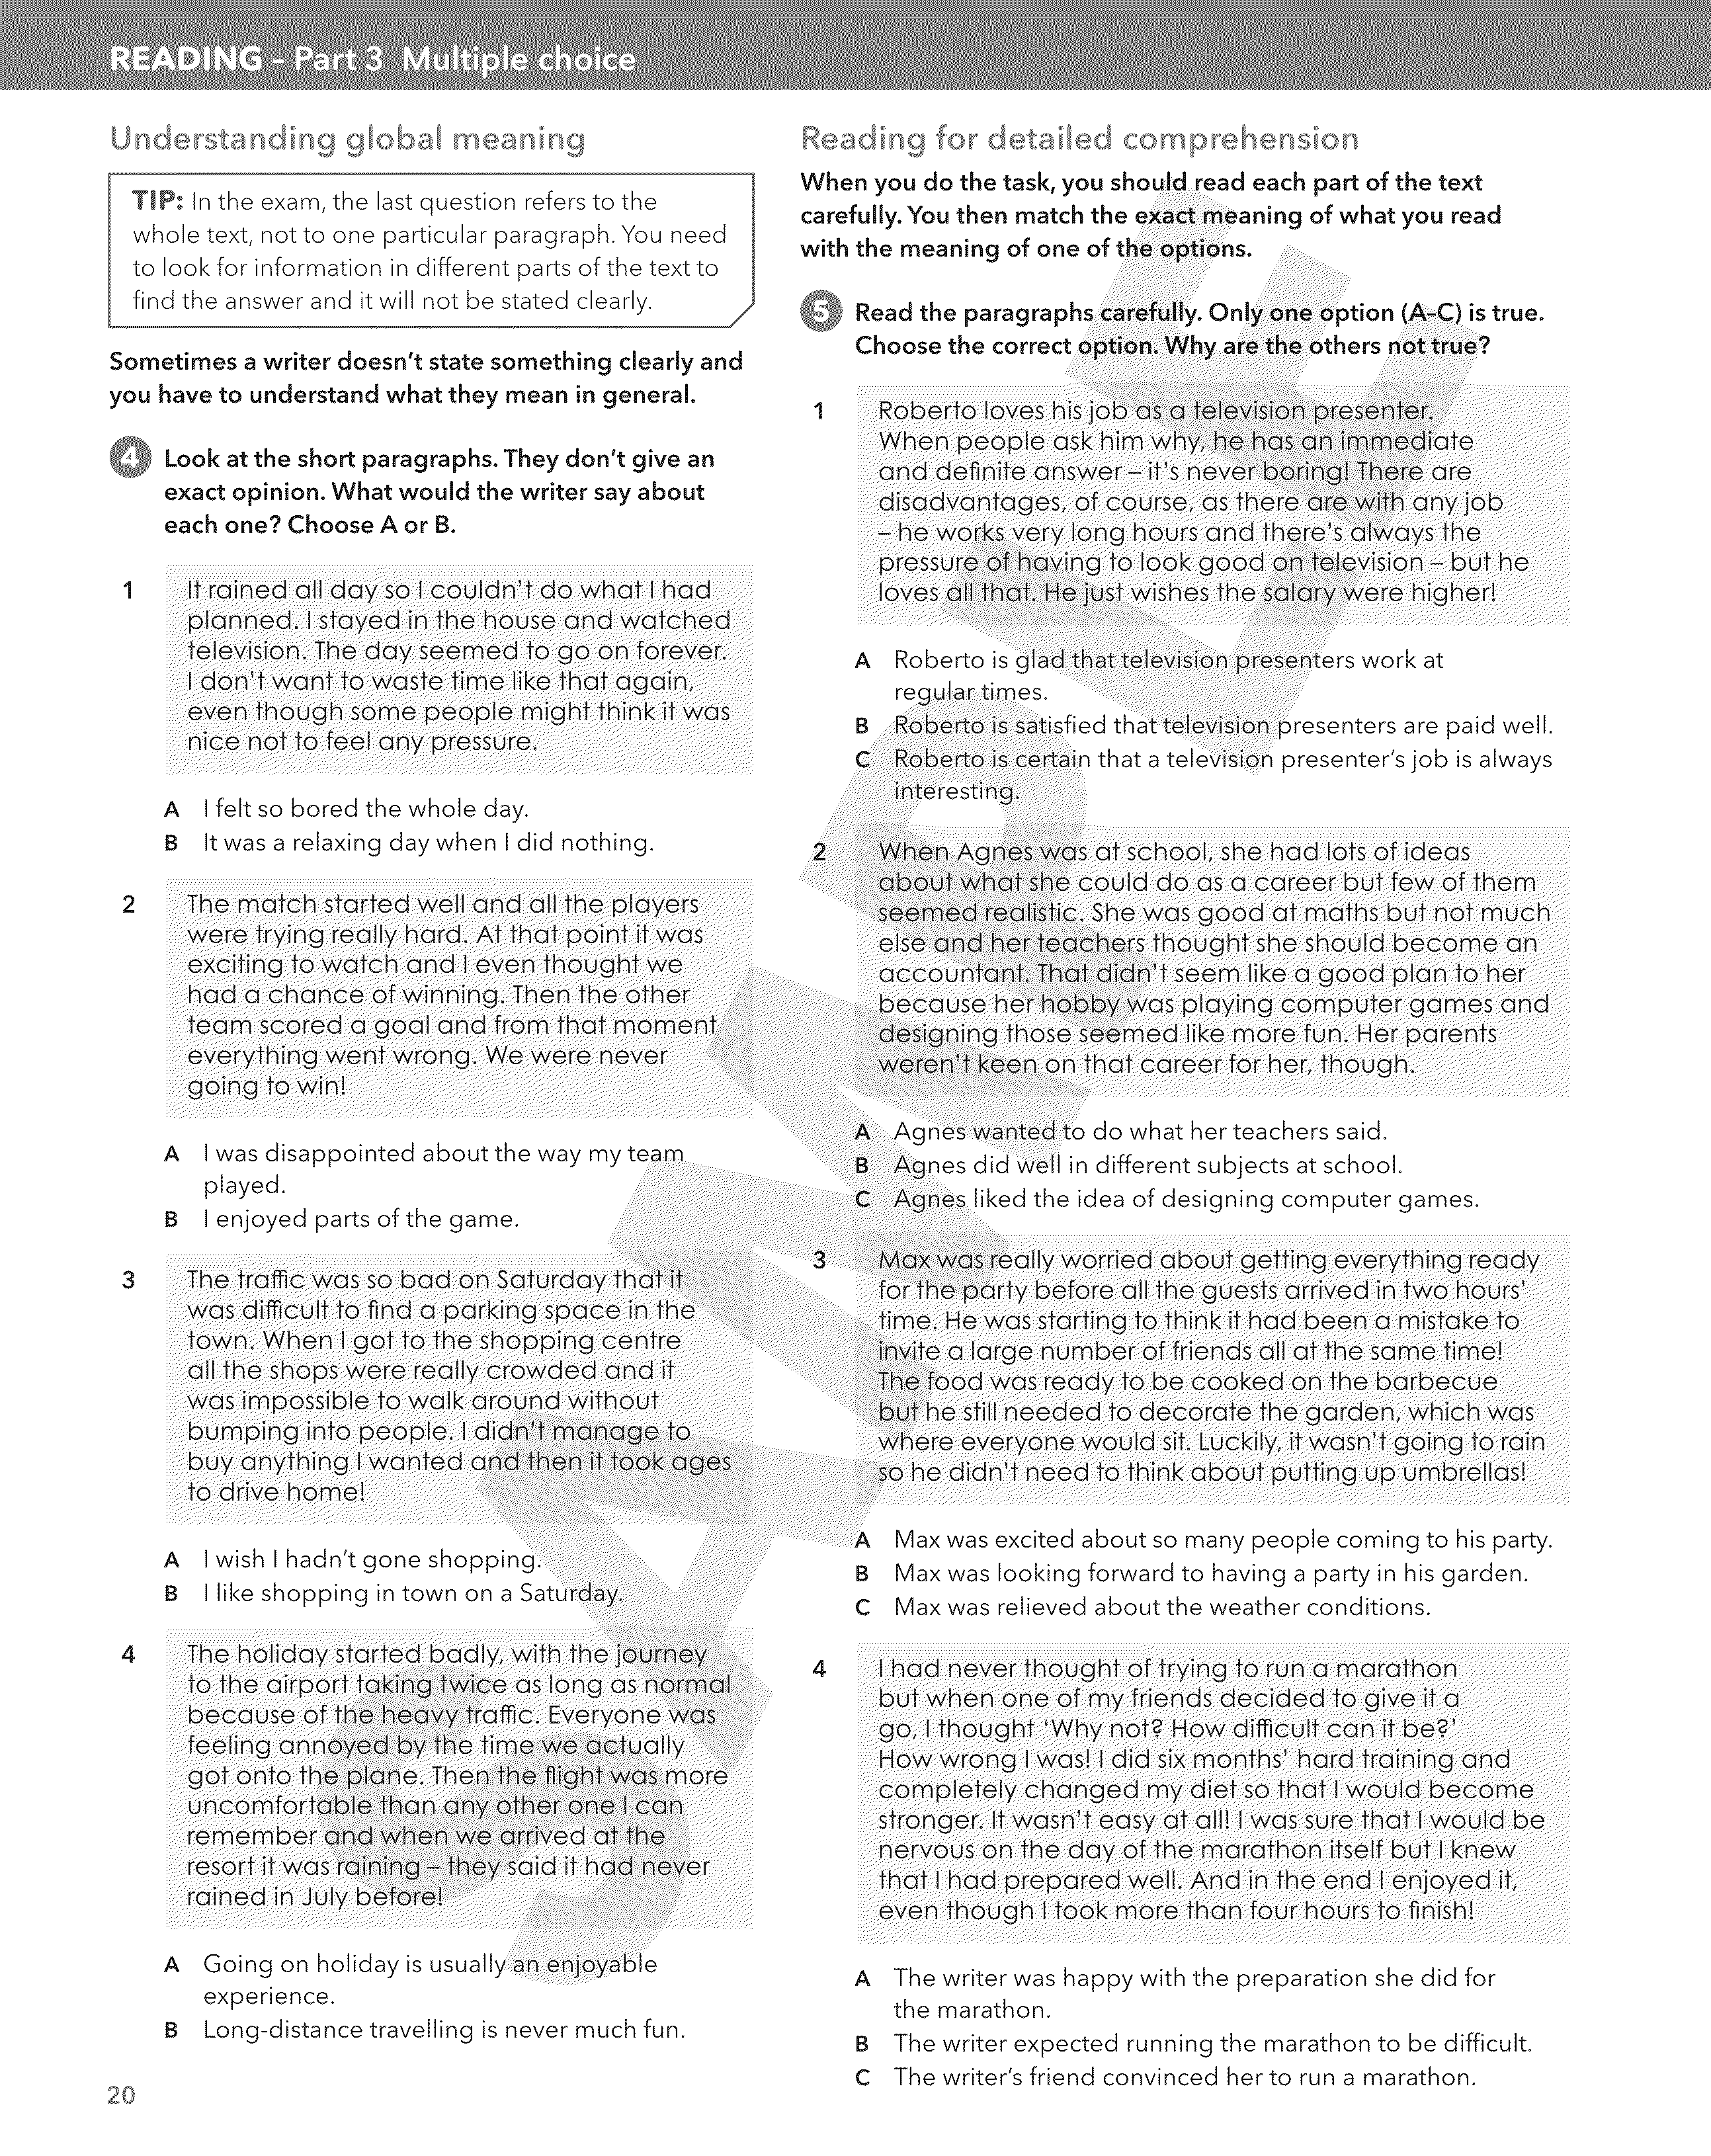 READING – Part 3 Multiple choice
Understanding global meaning
TIP: In the exam, the last question refers to the
whole text, not to one particular paragraph. You need
to look for information in different parts of the text to
find the answer and it will not be stated clearly.
Sometimes a writer doesn't state something clearly and
you have to understand what they mean in general.
4 Look at the short paragraphs. They don't give an
exact opinion. What would the writer say about
each one? Choose A or B.
1 It rained all day so I couldn't do what I had
planned. I stayed in the house and watched
television. The day seemed to go on forever.
I don't want to waste time like that again,
even though some people might think it was
nice not to feel any pressure.
A I felt so bored the whole day.
B It was a relaxing day when I did nothing.
2 The match started well and all the players
were trying really hard. At that point it was
exciting to watch and I even thought we
had a chance of winning. Then the other
team scored a goal and from that moment
everything went wrong. We were never
going to win!
A I was disappointed about the way my team
played.
B I enjoyed parts of the game.
3 The traffic was so bad on Saturday that it
was difficult to find a parking space in the
town. When I got to the shopping centre
all the shops were really crowded and it
was impossible to walk around without
bumping into people. I didn't manage to
buy anything I wanted and then it took ages
to drive home!
A I wish I hadn't gone shopping.
B I like shopping in town on a Saturday.
4 The holiday started badly, with the journey
to the airport taking twice as long as normal
because of the heavy traffic. Everyone was
feeling annoyed by the time we actually
got onto the plane. Then the flight was more
uncomfortable than any other one I can
remember and when we arrived at the
resort it was raining – they said it had never
rained in July before!
A Going on holiday is usually an enjoyable
experience.
B Long-distance travelling is never much fun.
20
Reading for detailed comprehension
When you do the task, you should read each part of the text
carefully. You then match the exact meaning of what you read
with the meaning of one of the options.
5 Read the paragraphs carefully. Only one option (A–C) is true.
Choose the correct option. Why are the others not true?
1 Roberto loves his job as a television presenter.
When people ask him why, he has an immediate
and definite answer – it's never boring! There are
disadvantages, of course, as there are with any job
– he works very long hours and there's always the
pressure of having to look good on television – but he
loves all that. He just wishes the salary were higher!
A Roberto is glad that television presenters work at
regular times.
B Roberto is satisfied that television presenters are paid well.
C Roberto is certain that a television presenter's job is always
interesting.
2 When Agnes was at school, she had lots of ideas
about what she could do as a career but few of them
seemed realistic. She was good at maths but not much
else and her teachers thought she should become an
accountant. That didn't seem like a good plan to her
because her hobby was playing computer games and
designing those seemed like more fun. Her parents
weren't keen on that career for her, though.
A Agnes wanted to do what her teachers said.
B Agnes did well in different subjects at school.
C Agnes liked the idea of designing computer games.
3 Max was really worried about getting everything ready
for the party before all the guests arrived in two hours'
time. He was starting to think it had been a mistake to
invite a large number of friends all at the same time!
The food was ready to be cooked on the barbecue
but he still needed to decorate the garden, which was
where everyone would sit. Luckily, it wasn't going to rain
so he didn't need to think about putting up umbrellas!
A Max was excited about so many people coming to his party.
B Max was looking forward to having a party in his garden.
C Max was relieved about the weather conditions.
4 I had never thought of trying to run a marathon
but when one of my friends decided to give it a
go, I thought 'Why not? How difficult can it be?'
How wrong I was! I did six months' hard training and
completely changed my diet so that I would become
stronger. It wasn't easy at all! I was sure that I would be
nervous on the day of the marathon itself but I knew
that I had prepared well. And in the end I enjoyed it,
even though I took more than four hours to finish!
A The writer was happy with the preparation she did for
the marathon.
B The writer expected running the marathon to be difficult.
C The writer's friend convinced her to run a marathon.
SAMPLE